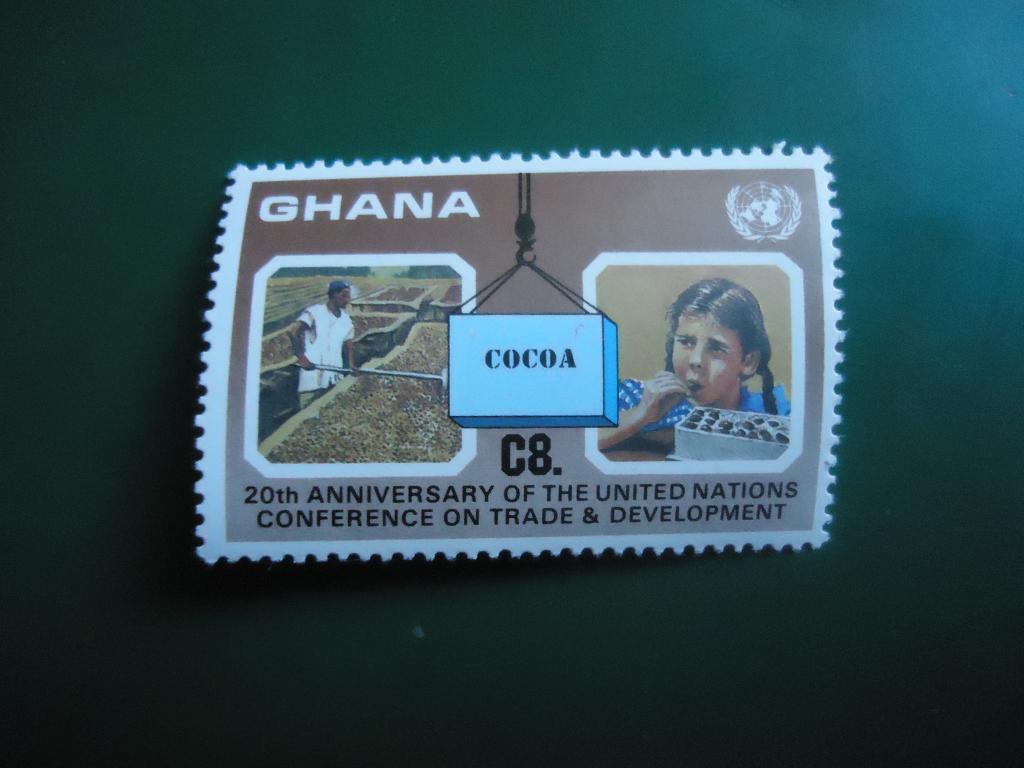 GHANA
COCOA
C8.
20th ANNIVERSARY OF THE UNITED NATIONS
CONFERENCE ON TRADE & DEVELOPMENT